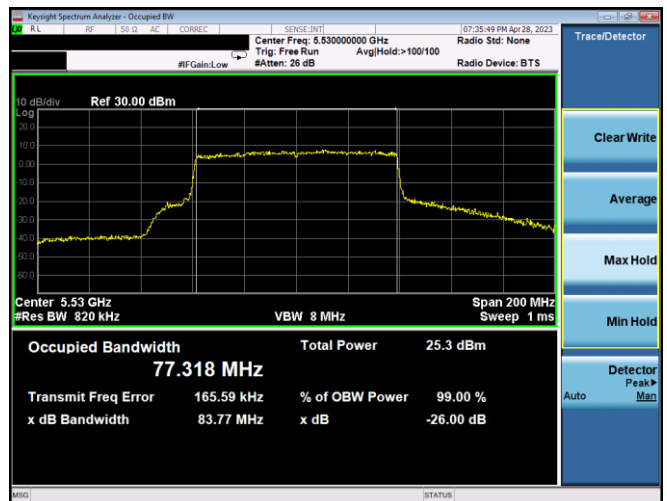 Keysight Spectrum Analyzer - Occupied BW
RL RF 50 Ω AC CORREC SENSE:INT 07:35:49 PM Apr 28, 2023
Center Freq: 5.530000000 GHz Radio Std: None
Trig: Free Run Avg|Hold:>100/100
#IFGain:Low #Atten: 26 dB Radio Device: BTS
Trace/Detector
10 dB/div Ref 30.00 dBm
Log
20.0
10.0
0.00
-10.0
-20.0
-30.0
-40.0
-50.0
-60.0
Center 5.53 GHz Span 200 MHz
#Res BW 820 kHz VBW 8 MHz Sweep 1 ms
Occupied Bandwidth Total Power 25.3 dBm
77.318 MHz
Transmit Freq Error 165.59 kHz % of OBW Power 99.00 %
x dB Bandwidth 83.77 MHz x dB -26.00 dB
Clear Write
Average
Max Hold
Min Hold
Detector
Peak▶
Auto Man
MSG STATUS